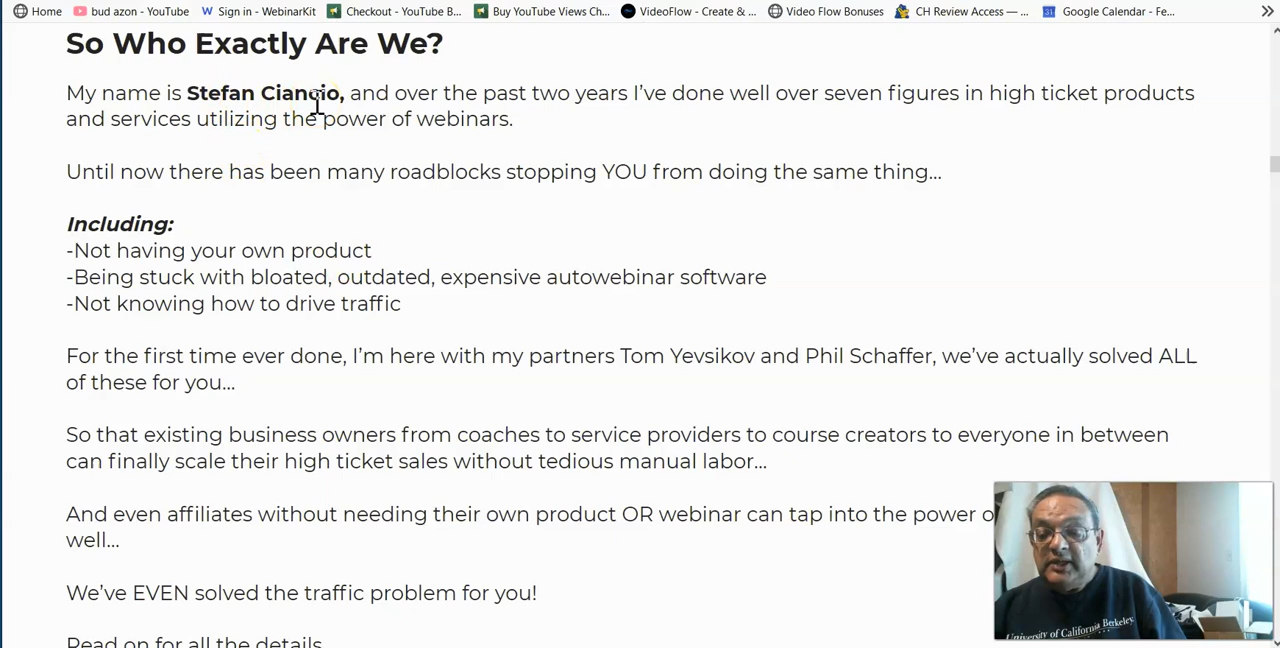 Home
bud azon - YouTube
Sign in - WebinarKit
Checkout - YouTube B...
Buy YouTube Views Ch...
VideoFlow - Create & ...
Video Flow Bonuses
CH Review Access — ...
Google Calendar - Fe...
So Who Exactly Are We?
My name is Stefan Ciancio, and over the past two years I've done well over seven figures in high ticket products
and services utilizing the power of webinars.
Until now there has been many roadblocks stopping YOU from doing the same thing...
Including:
-Not having your own product
-Being stuck with bloated, outdated, expensive autowebinar software
-Not knowing how to drive traffic
For the first time ever done, I'm here with my partners Tom Yevsikov and Phil Schaffer, we've actually solved ALL
of these for you...
So that existing business owners from coaches to service providers to course creators to everyone in between
can finally scale their high ticket sales without tedious manual labor...
And even affiliates without needing their own product OR webinar can tap into the power o
well...
We've EVEN solved the traffic problem for you!
Read on for all the details
University of California Berkeley